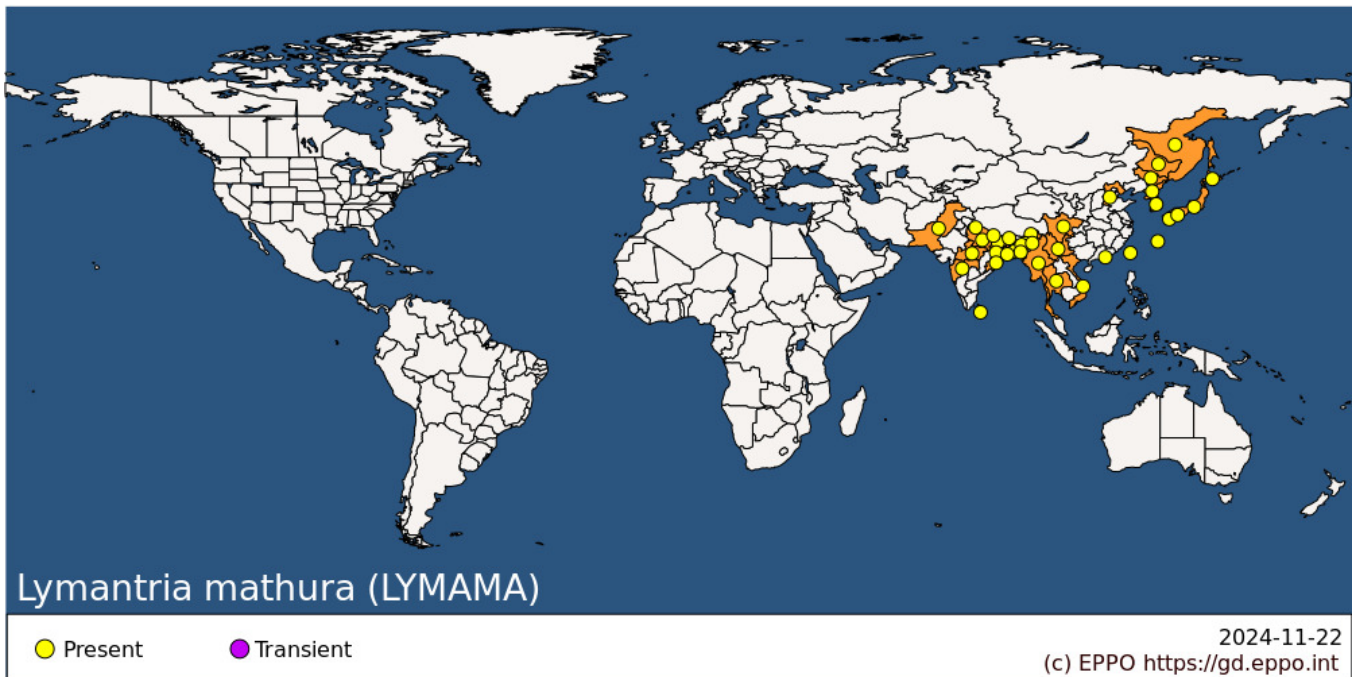 Lymantria mathura (LYMAMA)
Present
Transient
2024-11-22
(c) EPPO https://gd.eppo.int